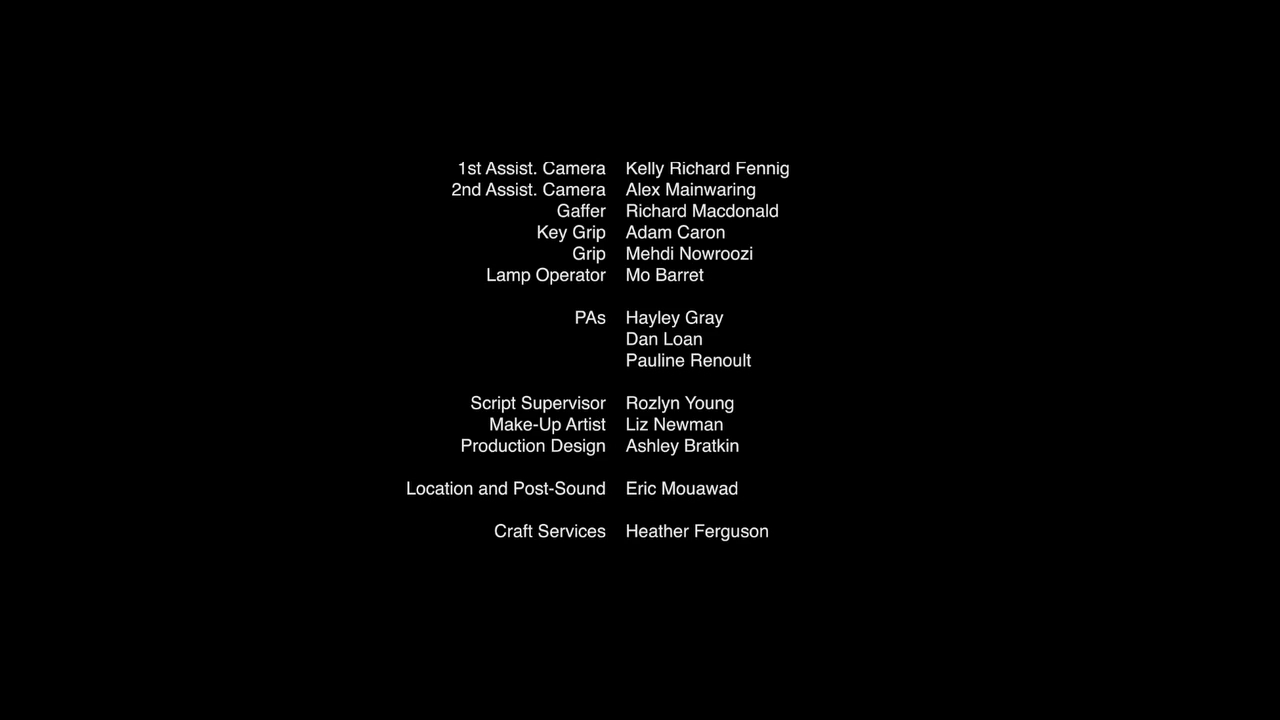 1st Assist. Camera Kelly Richard Fennig
2nd Assist. Camera Alex Mainwaring
Gaffer Richard Macdonald
Key Grip Adam Caron
Grip Mehdi Nowroozi
Lamp Operator Mo Barret
PAs Hayley Gray
Dan Loan
Pauline Renoult
Script Supervisor Rozlyn Young
Make-Up Artist Liz Newman
Production Design Ashley Bratkin
Location and Post-Sound Eric Mouawad
Craft Services Heather Ferguson